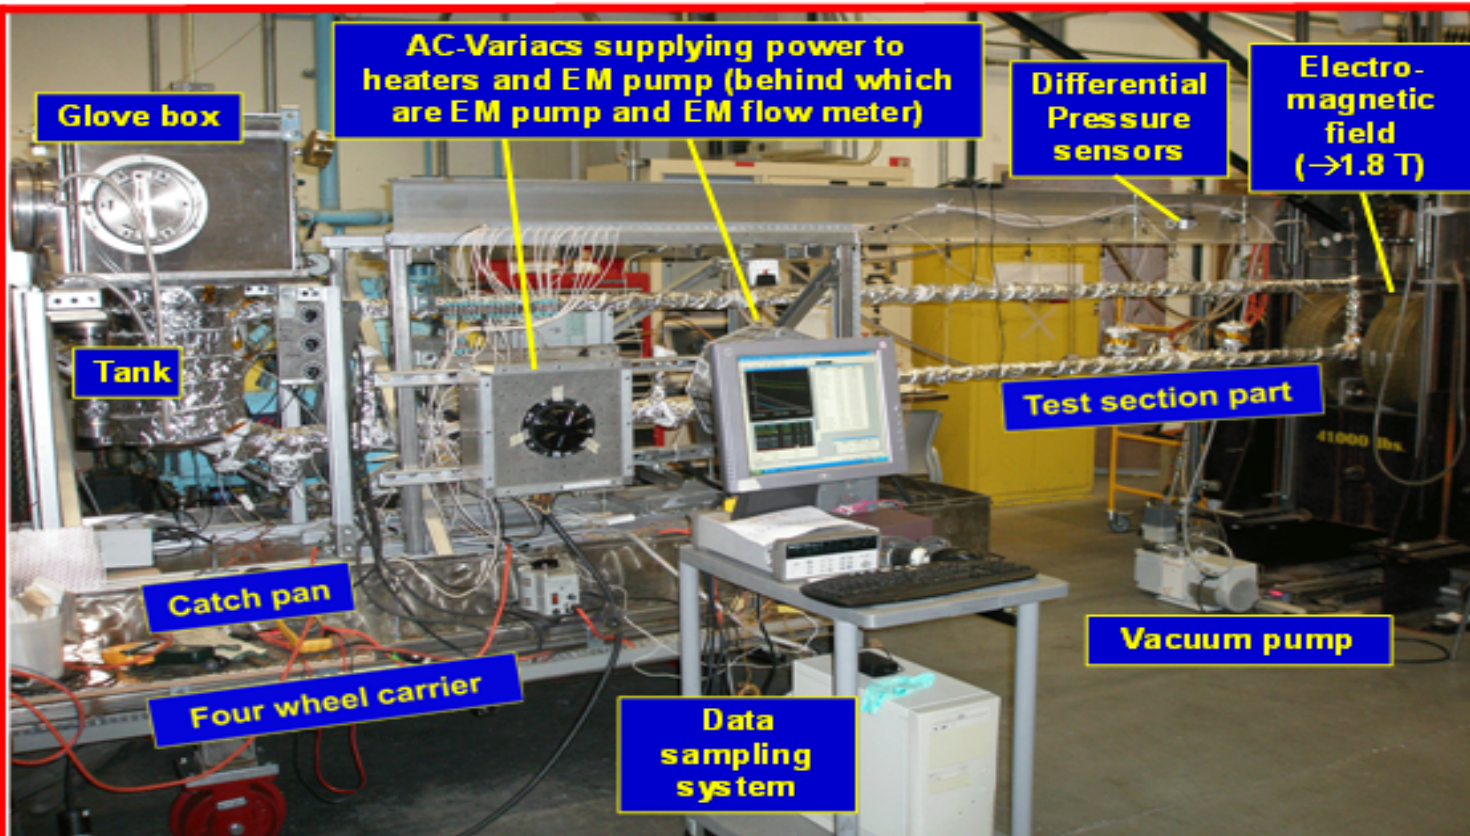 AC-Variacs supplying power to
heaters and EM pump (behind which
are EM pump and EM flow meter)
Glove box
Differential
Pressure
sensors
Electro-
magnetic
field
(→1.8 T)
Tank
Test section part
41000 lbs.
Catch pan
Four wheel carrier
Vacuum pump
Data
sampling
system